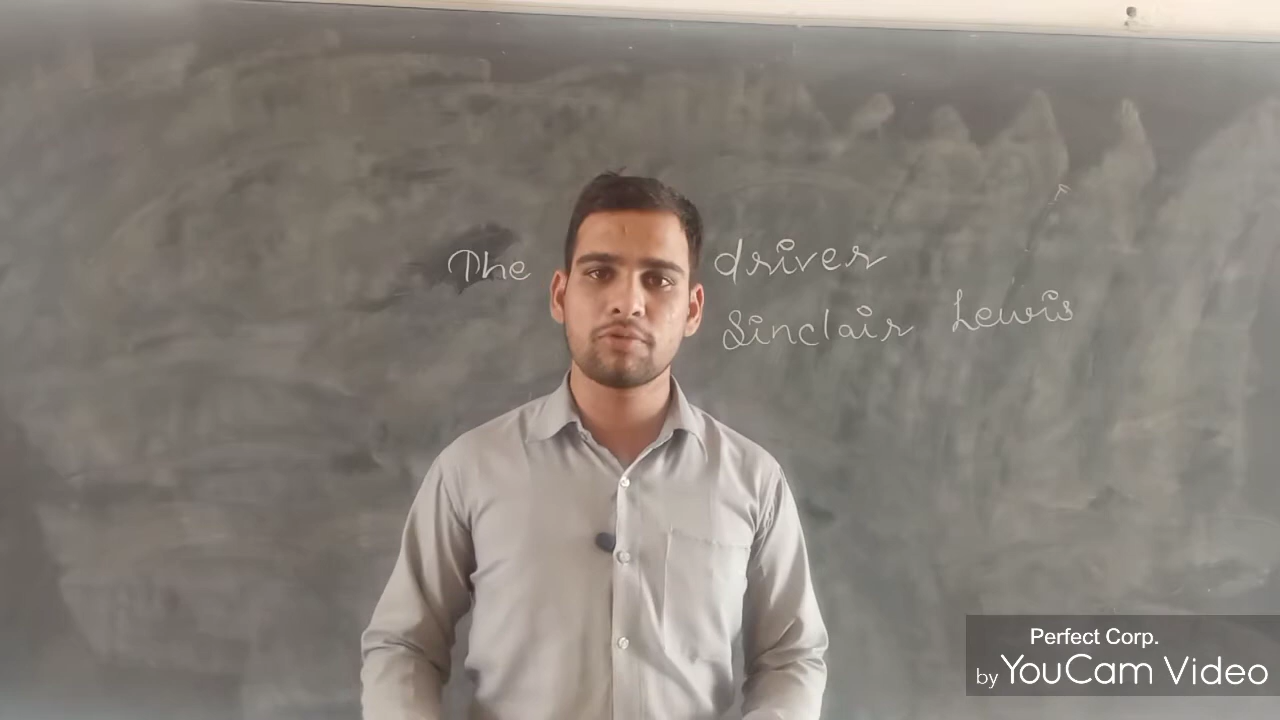 The driver
Sinclair Lewis
Perfect Corp.
by YouCam Video